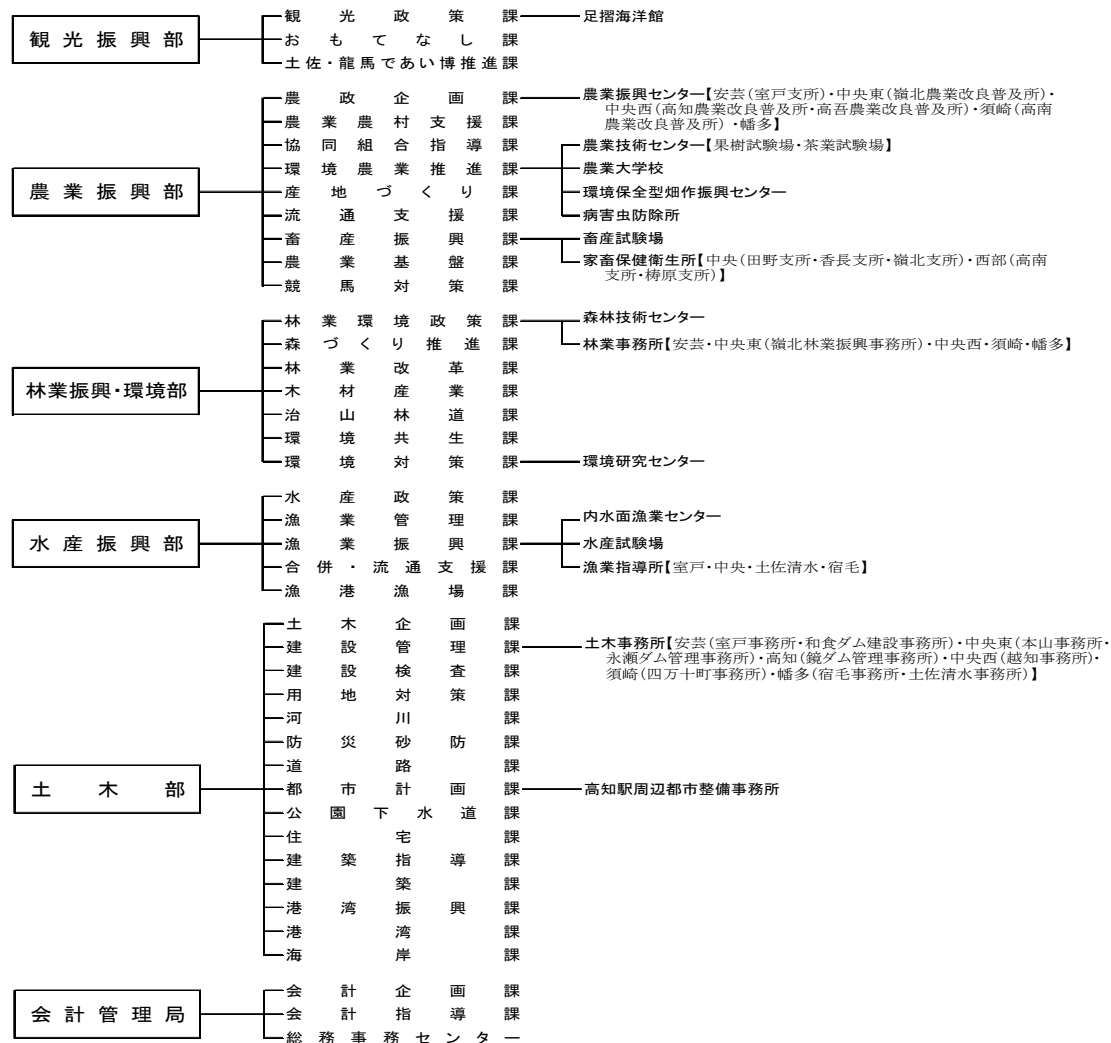 観光振興部
観光政策課
足摺海洋館
おもてなし課
土佐・龍馬であい博推進課
農業振興部
農政企画課
農業振興センター【安芸(室戸支所)・中央東(嶺北農業改良普及所)・
中央西(高知農業改良普及所・高吾農業改良普及所)・須崎(高南
農業改良普及所)・幡多】
農業農村支援課
協同組合指導課
環境農業推進課
農業技術センター【果樹試験場・茶業試験場】
農業大学校
環境保全型畑作振興センター
病害虫防除所
産地づくり課
流通支援課
畜産振興課
畜産試験場
家畜保健衛生所【中央(田野支所・香長支所・嶺北支所)・西部(高南
支所・梼原支所)】
農業基盤課
競馬対策課
林業振興・環境部
林業環境政策課
森林技術センター
林業事務所【安芸・中央東(嶺北林業振興事務所)・中央西・須崎・幡多】
森づくり推進課
林業改革課
木材産業課
治山林道課
環境共生課
環境対策課
環境研究センター
水産振興部
水産政策課
漁業管理課
漁業振興課
内水面漁業センター
水産試験場
漁業指導所【室戸・中央・土佐清水・宿毛】
合併・流通支援課
漁港漁場課
土木部
土木企画課
建設管理課
土木事務所【安芸(室戸事務所・和食ダム建設事務所)・中央東(本山事務所・
永瀬ダム管理事務所)・高知(鏡ダム管理事務所)・中央西(越知事務所)・
須崎(四万十町事務所)・幡多(宿毛事務所・土佐清水事務所)】
建設検査課
用地対策課
河川課
防災砂防課
道路課
都市計画課
高知駅周辺都市整備事務所
公園下水道課
住宅課
建築指導課
建築課
港湾振興課
港湾課
海岸課
会計管理局
会計企画課
会計指導課
総務事務センター